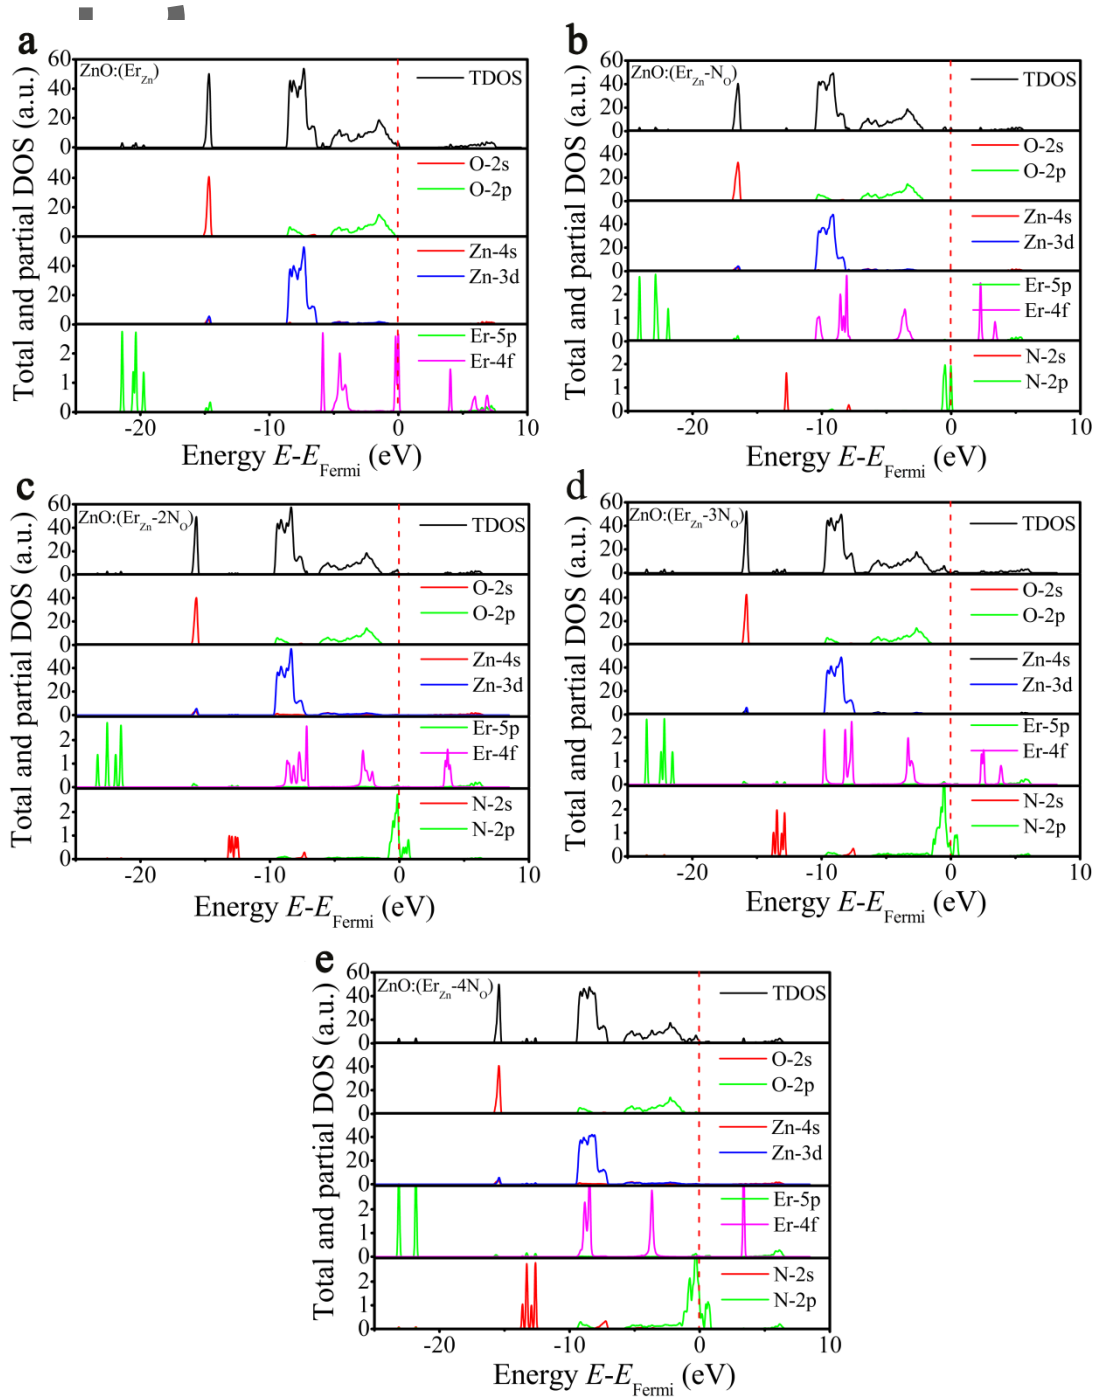 a
ZnO:(Er_Zn)
Total and partial DOS (a.u.)
60
40
20
0
TDOS
40
20
0
O-2s
O-2p
40
20
0
Zn-4s
Zn-3d
2
1
0
Er-5p
Er-4f
-20
-10
0
10
Energy E-E_Fermi (eV)
b
ZnO:(Er_Zn-N_O)
Total and partial DOS (a.u.)
60
40
20
0
TDOS
40
20
0
O-2s
O-2p
40
20
0
Zn-4s
Zn-3d
2
1
0
Er-5p
Er-4f
2
1
0
N-2s
N-2p
-20
-10
0
10
Energy E-E_Fermi (eV)
c
ZnO:(Er_Zn-2N_O)
Total and partial DOS (a.u.)
60
40
20
0
TDOS
40
20
0
O-2s
O-2p
40
20
0
Zn-4s
Zn-3d
2
1
0
Er-5p
Er-4f
2
1
0
N-2s
N-2p
-20
-10
0
10
Energy E-E_Fermi (eV)
d
ZnO:(Er_Zn-3N_O)
Total and partial DOS (a.u.)
60
40
20
0
TDOS
40
20
0
O-2s
O-2p
40
20
0
Zn-4s
Zn-3d
2
1
0
Er-5p
Er-4f
2
1
0
N-2s
N-2p
-20
-10
0
10
Energy E-E_Fermi (eV)
e
ZnO:(Er_Zn-4N_O)
Total and partial DOS (a.u.)
60
40
20
0
TDOS
40
20
0
O-2s
O-2p
40
20
0
Zn-4s
Zn-3d
2
1
0
Er-5p
Er-4f
2
1
0
N-2s
N-2p
-20
-10
0
10
Energy E-E_Fermi (eV)